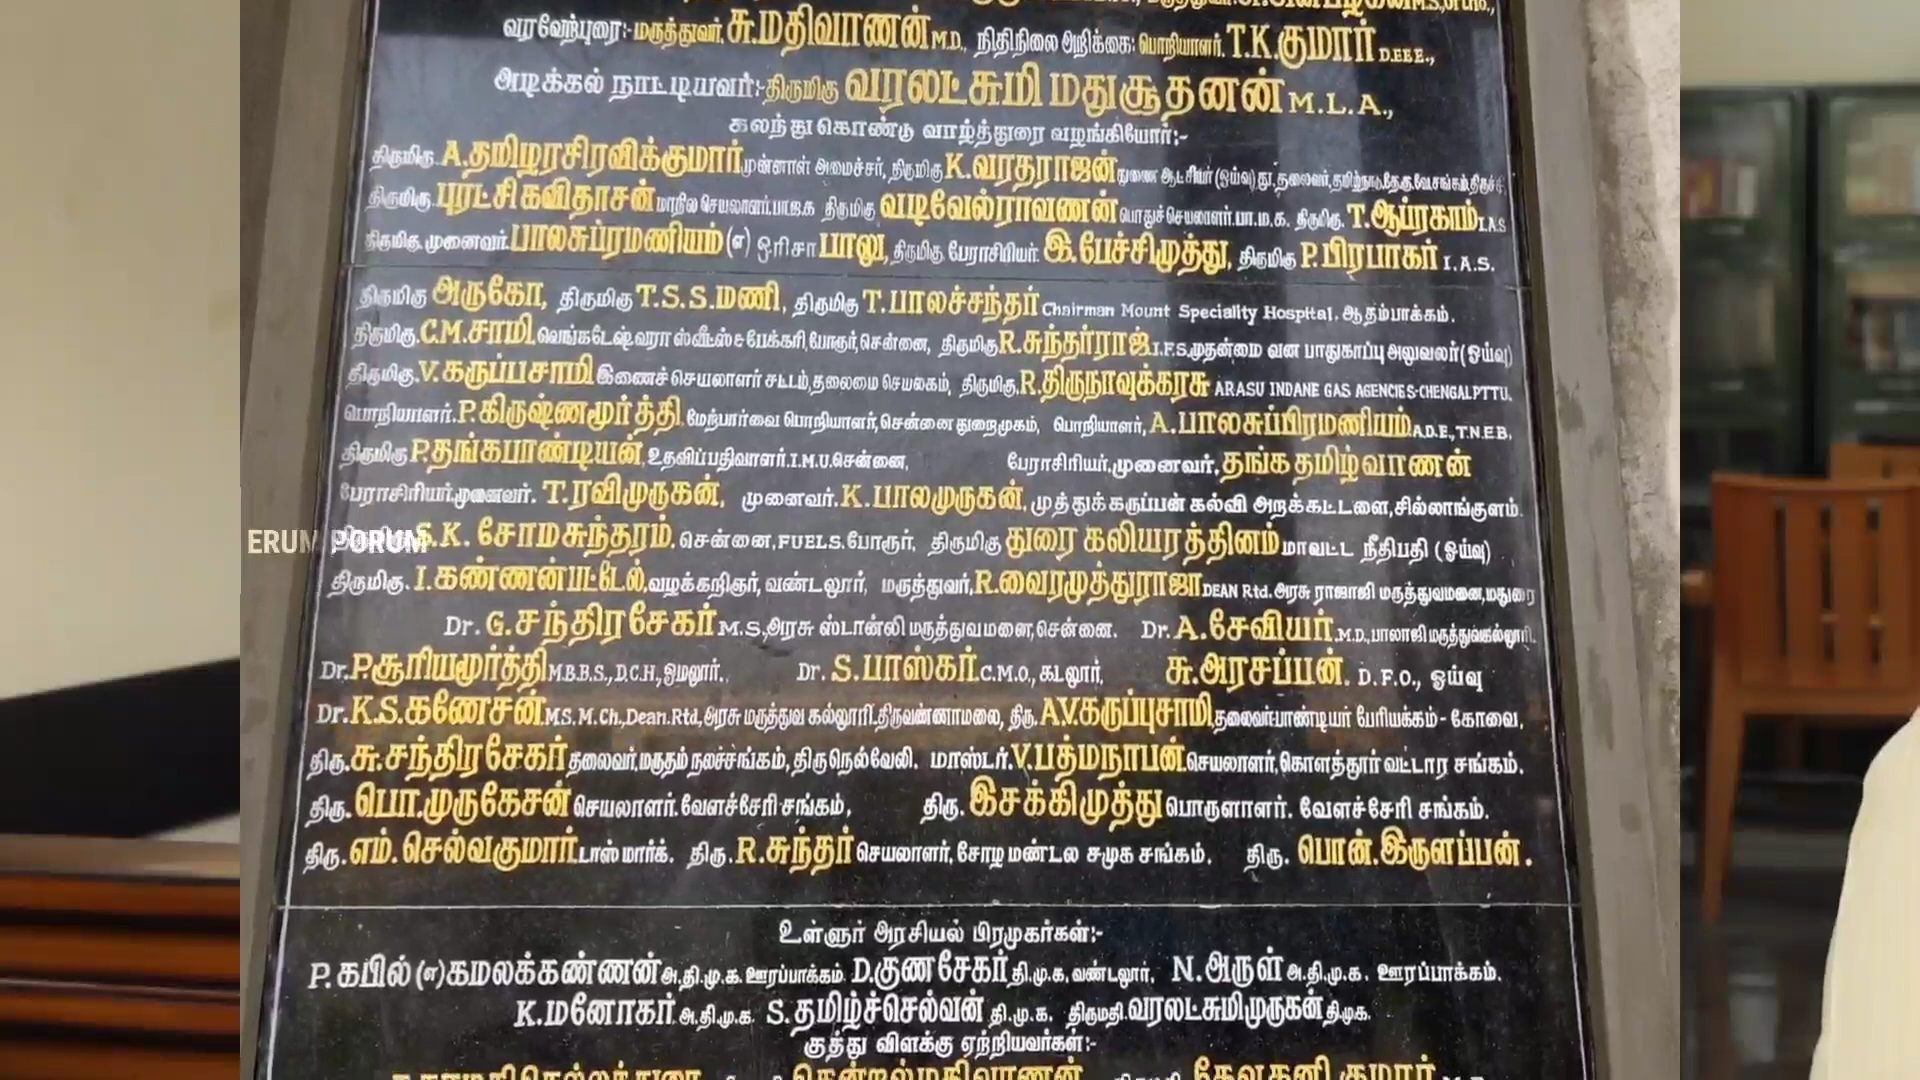 வரவேற்புரை:- மருத்துவர். சு.மதிவாணன் M.D., நிதிநிலை அறிக்கை: பொறியாளர். T.K.குமார் D.E.E.E.,
அடிக்கல் நாட்டியவர்:- திருமிகு வரலட்சுமி மதுசூதனன் M.L.A.,
கலந்து கொண்டு வாழ்த்துரை வழங்கியோர்:-
திருமிகு. A.தமிழரசிரவிக்குமார் முன்னாள் அமைச்சர், திருமிகு K.வரதராஜன் துணை ஆட்சியர் (ஓய்வு)
திருமிகு. புரட்சி கவிதாசன் மாநில செயலாளர். பா.ஜ.க திருமிகு வடிவேல்ராவணன் பொதுச் செயலாளர். பா.ம.க. திருமிகு. T.ஆப்ரகாம் I.A.S
திருமிகு. முனைவர். பாலசுப்ரமணியம் (எ) ஒரிசா பாலு, திருமிகு. பேராசிரியர். இ.பேச்சிமுத்து, திருமிகு P.பிரபாகர் I.A.S.
திருமிகு அருகோ, திருமிகு T.S.S.மணி, திருமிகு T.பாலச்சந்தர் Chairman Mount Speciality Hospital. ஆதம்பாக்கம்.
திருமிகு. C.M.சாமி, வெங்கடேஷ்வரா ஸ்வீட்ஸ் & பேக்கரி, போரூர், சென்னை, திருமிகு R.சுந்தர்ராஜ் I.F.S. முதன்மை வன பாதுகாப்பு அலுவலர் (ஓய்வு)
திருமிகு. V.கருப்பசாமி இணைச் செயலாளர் சட்டம், தலைமை செயலகம், திருமிகு. R.திருநாவுக்கரசு ARASU INDANE GAS AGENCIES-CHENGALPTTU.
பொறியாளர். P.கிருஷ்ணமூர்த்தி, மேற்பார்வை பொறியாளர், சென்னை துறைமுகம், பொறியாளர், A.பாலசுப்பிரமணியம் A.D.E., T.N.E.B.
திருமிகு P.தங்கபாண்டியன், உதவிப்பதிவாளர். I.M.U. சென்னை, பேராசிரியர், முனைவர், தங்க தமிழ்வாணன்
பேராசிரியர். முனைவர். T.ரவிமுருகன், முனைவர். K.பாலமுருகன், முத்துக்கருப்பன் கல்வி அறக்கட்டளை, சில்லாங்குளம்.
ERUM PORUM
S.K. சோமசுந்தரம். சென்னை, FUELS. போரூர், திருமிகு துரை கலியரத்தினம் மாவட்ட நீதிபதி (ஓய்வு)
திருமிகு. I.கண்ணன் பட்டேல், வழக்கறிஞர், வண்டலூர், மருத்துவர், R.வைரமுத்துராஜா DEAN Rtd. அரசு ராஜாஜி மருத்துவமனை, மதுரை
Dr. G.சந்திரசேகர் M.S, அரசு ஸ்டான்லி மருத்துவமனை, சென்னை. Dr. A.சேவியர். M.D., பாலாஜி மருத்துவகல்லூரி.
Dr. P.சூரியமூர்த்தி M.B.B.S., D.C.H., ஓமலூர். Dr. S.பாஸ்கர் C.M.O, கடலூர், சு.அரசப்பன். D.F.O., ஓய்வு
Dr. K.S.கணேசன் M.S, M.Ch., Dean. Rtd, அரசு மருத்துவ கல்லூரி. திருவண்ணாமலை, திரு. A.V.கருப்புசாமி, தலைவர். பாண்டியர் பேரியக்கம் - கோவை,
திரு. சு.சந்திரசேகர் தலைவர், மருதம் நலச்சங்கம், திருநெல்வேலி. மாஸ்டர். V.பத்மநாபன் செயலாளர், கொளத்தூர் வட்டார சங்கம்.
திரு. பொ.முருகேசன் செயலாளர். வேளச்சேரி சங்கம், திரு. இசக்கிமுத்து பொருளாளர். வேளச்சேரி சங்கம்.
திரு. எம்.செல்வகுமார். டாஸ்மார்க். திரு. R.சுந்தர் செயலாளர், சோழ மண்டல சமுக சங்கம். திரு. பொன்.இருளப்பன்.
உள்ளூர் அரசியல் பிரமுகர்கள்:-
P.கபில் (எ) கமலக்கண்ணன் அ.தி.மு.க. ஊரப்பாக்கம். D.குணசேகர் தி.மு.க, வண்டலூர், N.அருள் அ.தி.மு.க. ஊரப்பாக்கம்.
K.மனோகர் அ.தி.மு.க. S.தமிழ்ச்செல்வன் தி.மு.க. திருமதி. வரலட்சுமிமுருகன் திமுக.
குத்து விளக்கு ஏற்றியவர்கள்:-